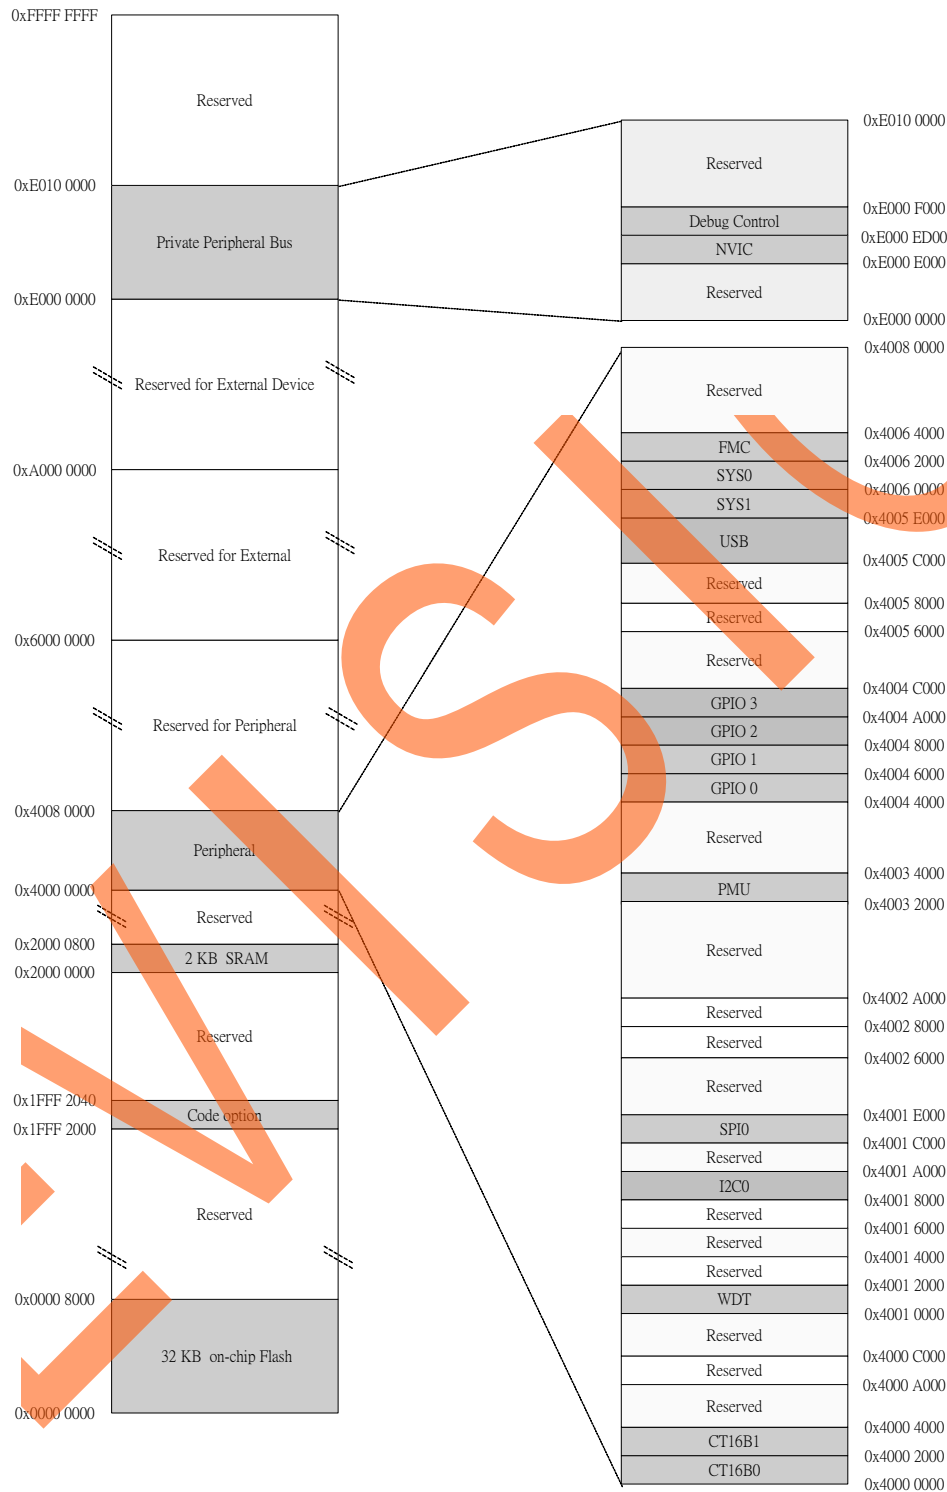 0xFFFF FFFF
Reserved
0xE010 0000
Private Peripheral Bus
0xE000 0000
Reserved for External Device
0xA000 0000
Reserved for External
0x6000 0000
Reserved for Peripheral
0x4008 0000
Peripheral
0x4000 0000
Reserved
0x2000 0800
2 KB SRAM
0x2000 0000
Reserved
0x1FFF 2040
Code option
0x1FFF 2000
Reserved
0x0000 8000
32 KB on-chip Flash
0x0000 0000
0xE010 0000
Reserved
0xE000 F000
Debug Control
0xE000 ED00
NVIC
0xE000 E000
Reserved
0xE000 0000
0x4008 0000
Reserved
0x4006 4000
FMC
0x4006 2000
SYS0
0x4006 0000
SYS1
0x4005 E000
USB
0x4005 C000
Reserved
0x4005 8000
Reserved
0x4005 6000
Reserved
0x4004 C000
GPIO 3
0x4004 A000
GPIO 2
0x4004 8000
GPIO 1
0x4004 6000
GPIO 0
0x4004 4000
Reserved
0x4003 4000
PMU
0x4003 2000
Reserved
0x4002 A000
Reserved
0x4002 8000
Reserved
0x4002 6000
Reserved
0x4001 E000
SPI0
0x4001 C000
Reserved
0x4001 A000
I2C0
0x4001 8000
Reserved
0x4001 6000
Reserved
0x4001 4000
Reserved
0x4001 2000
WDT
0x4001 0000
Reserved
0x4000 C000
Reserved
0x4000 A000
Reserved
0x4000 4000
CT16B1
0x4000 2000
CT16B0
0x4000 0000